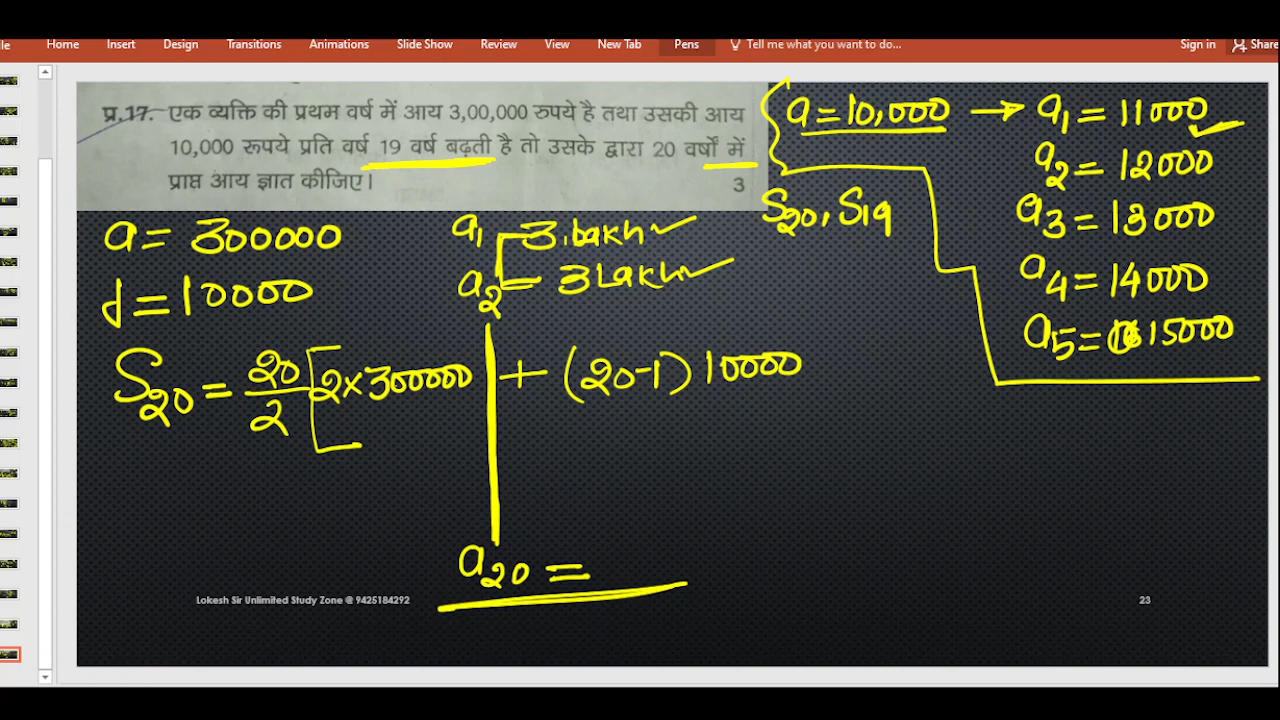 Home Insert Design Transitions Animations Slide Show Review View New Tab Pens Tell me what you want to do... Sign in Share
प्र.17. एक व्यक्ति की प्रथम वर्ष में आय 3,00,000 रुपये है तथा उसकी आय
10,000 रूपये प्रति वर्ष 19 वर्ष बढ़ती है तो उसके द्वारा 20 वर्षों में
प्राप्त आय ज्ञात कीजिए। 3
a = 10,000 → a₁ = 11000
a₂ = 12000
a₃ = 13000
a₄ = 14000
a₅ = 15000
S₂₀, S₁₉
a = 300000
d = 10000
a₁ 3 Lakh
a₂ = 3 Lakh
S₂₀ = 20/2 [2×300000 + (20-1) 10000
a₂₀ =
Lokesh Sir Unlimited Study Zone @ 9425184292
23